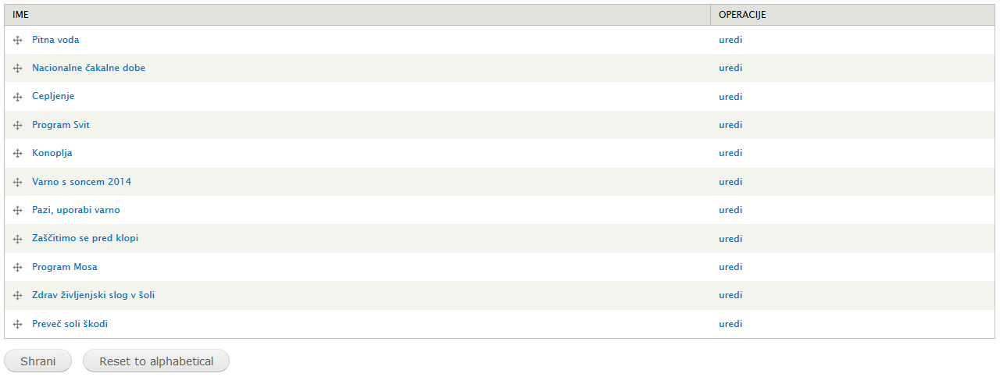 IME OPERACIJE
Pitna voda uredi
Nacionalne čakalne dobe uredi
Cepljenje uredi
Program Svit uredi
Konoplja uredi
Varno s soncem 2014 uredi
Pazi, uporabi varno uredi
Zaščitimo se pred klopi uredi
Program Mosa uredi
Zdrav življenjski slog v šoli uredi
Preveč soli škodi uredi
Shrani Reset to alphabetical